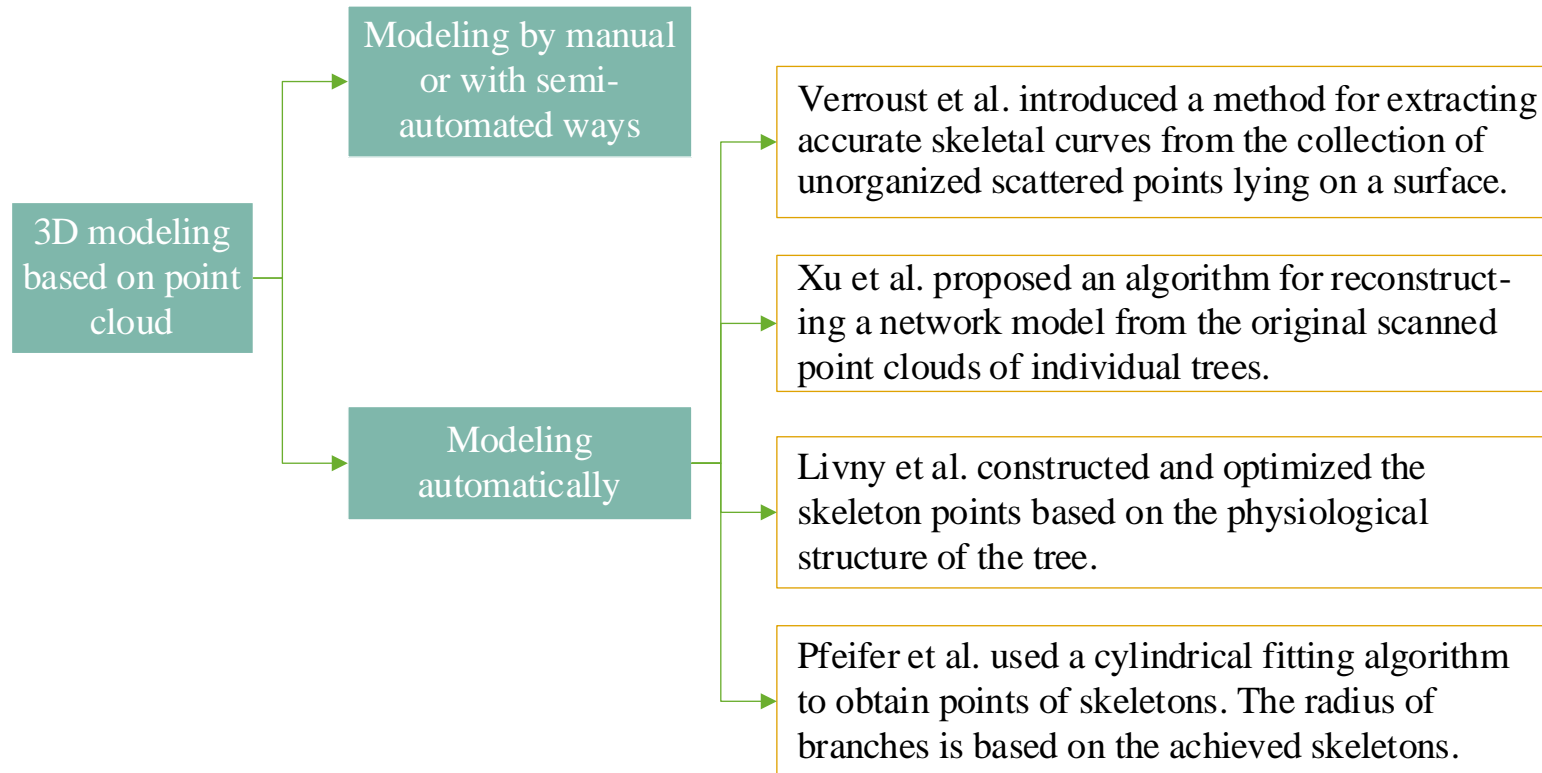 3D modeling
based on point
cloud
Modeling by manual
or with semi-
automated ways
Modeling
automatically
Verroust et al. introduced a method for extracting
accurate skeletal curves from the collection of
unorganized scattered points lying on a surface.
Xu et al. proposed an algorithm for reconstruct-
ing a network model from the original scanned
point clouds of individual trees.
Livny et al. constructed and optimized the
skeleton points based on the physiological
structure of the tree.
Pfeifer et al. used a cylindrical fitting algorithm
to obtain points of skeletons. The radius of
branches is based on the achieved skeletons.